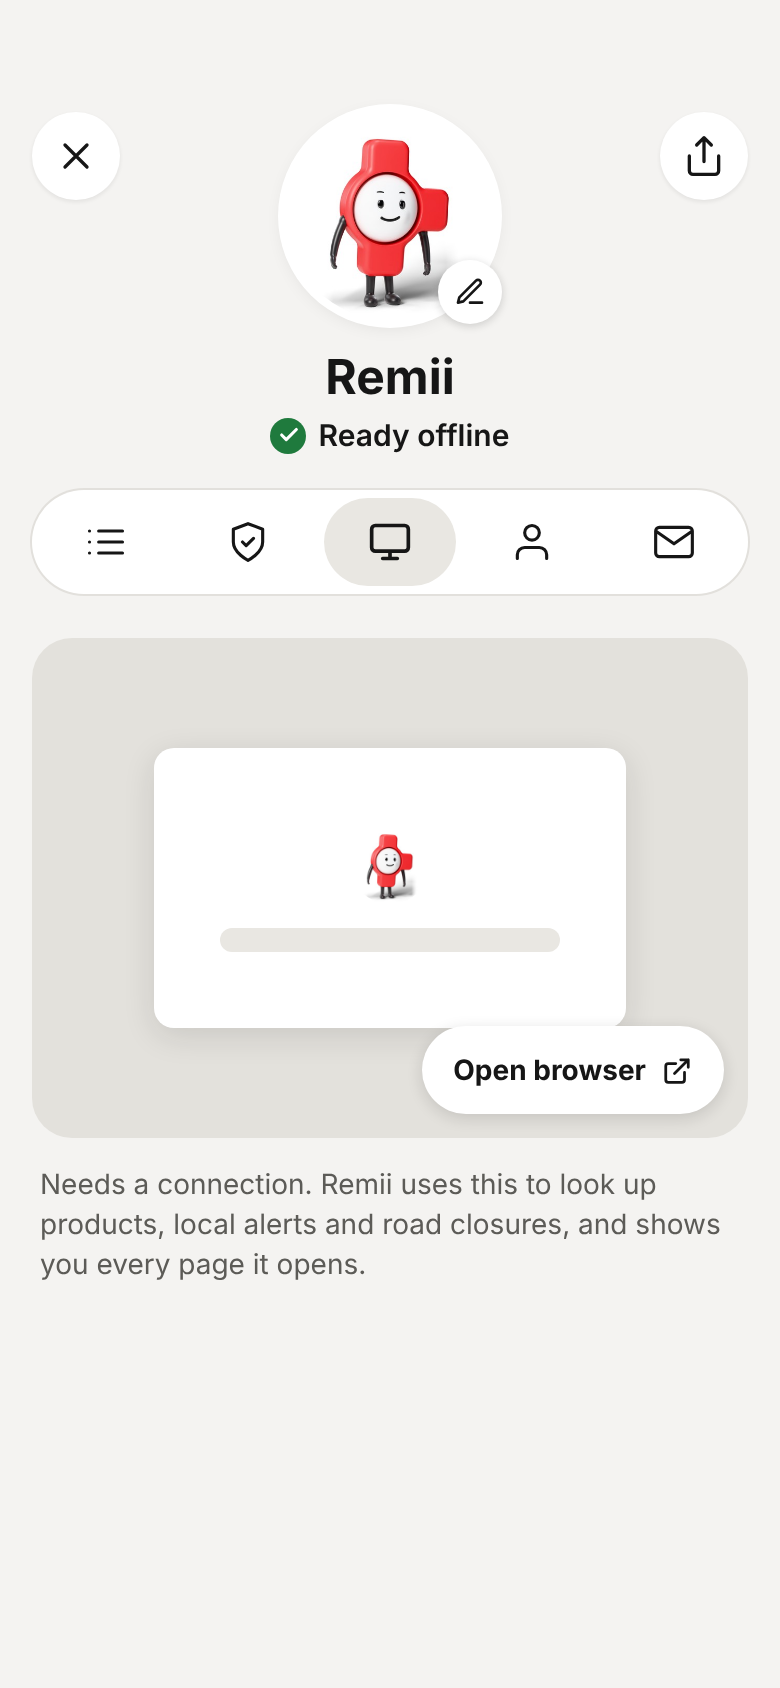 Remii
Ready offline
Open browser
Needs a connection. Remii uses this to look up
products, local alerts and road closures, and shows
you every page it opens.